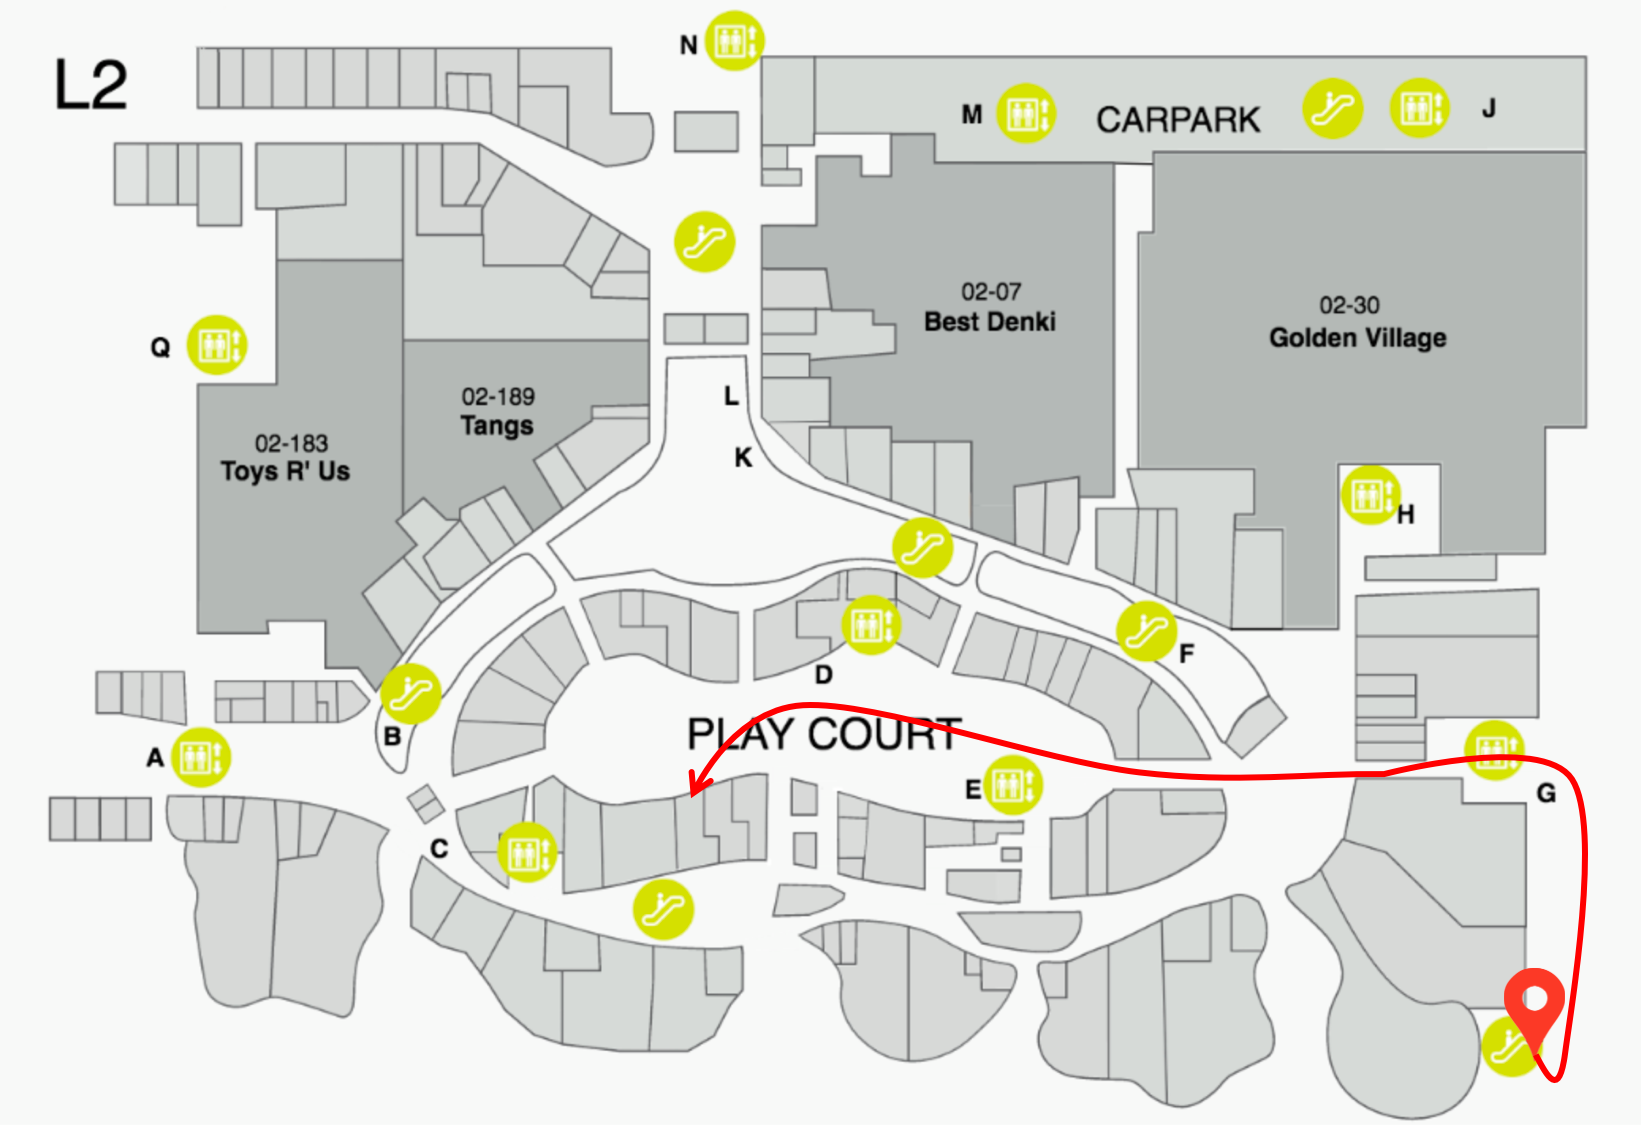 L2
N
M
CARPARK
J
02-07
Best Denki
02-30
Golden Village
Q
02-189
Tangs
L
02-183
Toys R' Us
K
H
F
D
B
PLAY COURT
A
E
G
C